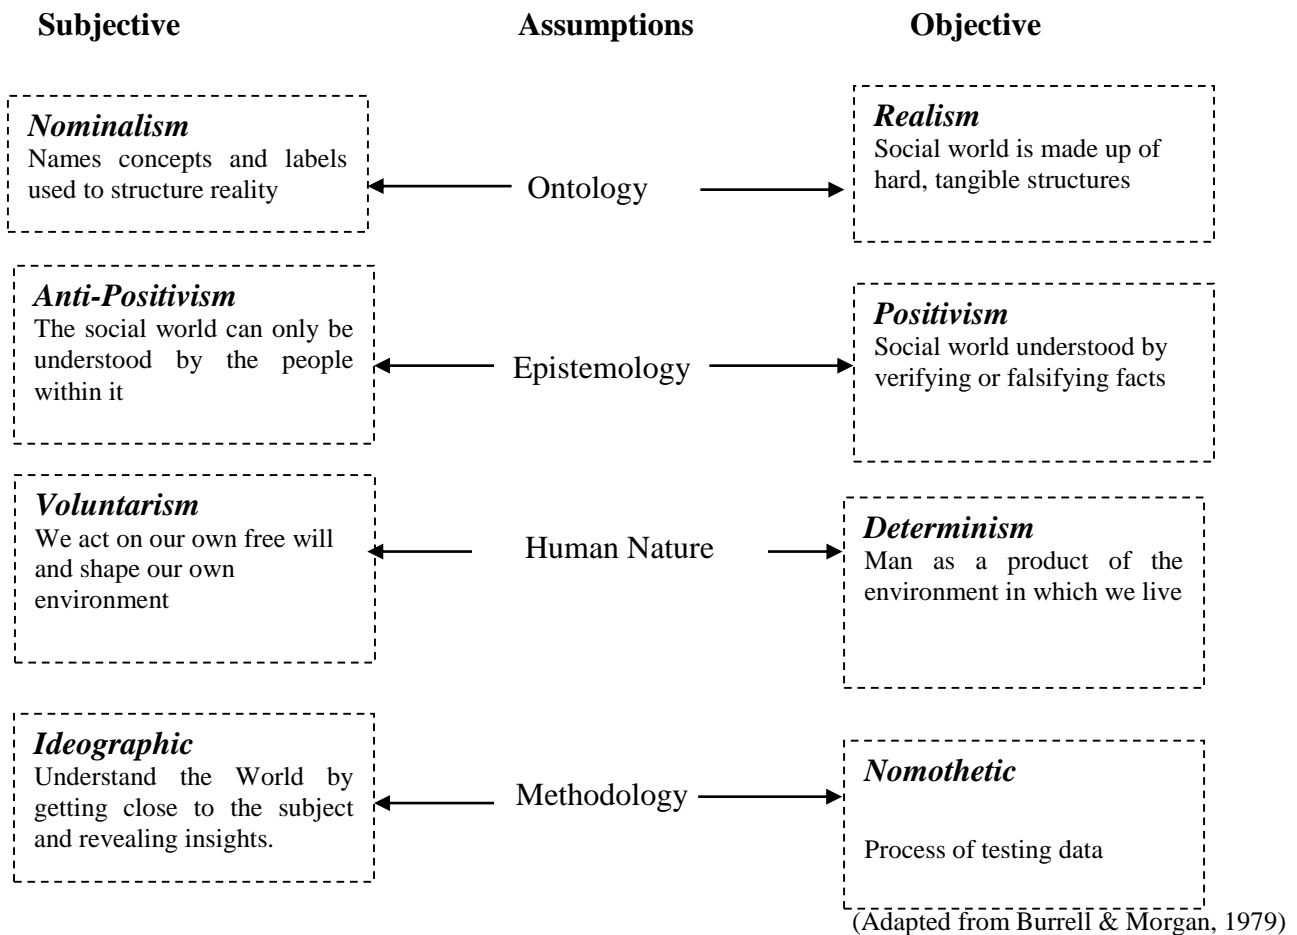 Subjective Assumptions Objective
Nominalism
Names concepts and labels
used to structure reality
Ontology
Realism
Social world is made up of
hard, tangible structures
Anti-Positivism
The social world can only be
understood by the people
within it
Epistemology
Positivism
Social world understood by
verifying or falsifying facts
Voluntarism
We act on our own free will
and shape our own
environment
Human Nature
Determinism
Man as a product of the
environment in which we live
Ideographic
Understand the World by
getting close to the subject
and revealing insights.
Methodology
Nomothetic
Process of testing data
(Adapted from Burrell & Morgan, 1979)